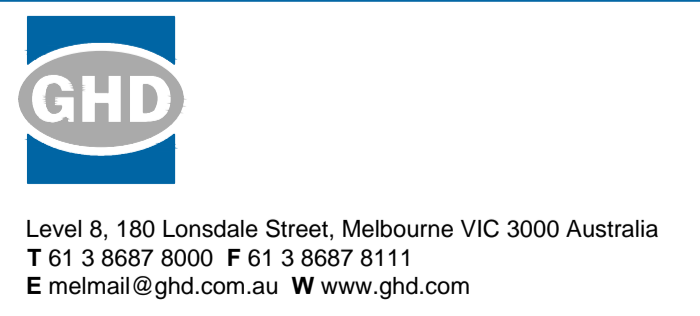 GHD
Level 8, 180 Lonsdale Street, Melbourne VIC 3000 Australia
T 61 3 8687 8000 F 61 3 8687 8111
E melmail@ghd.com.au W www.ghd.com